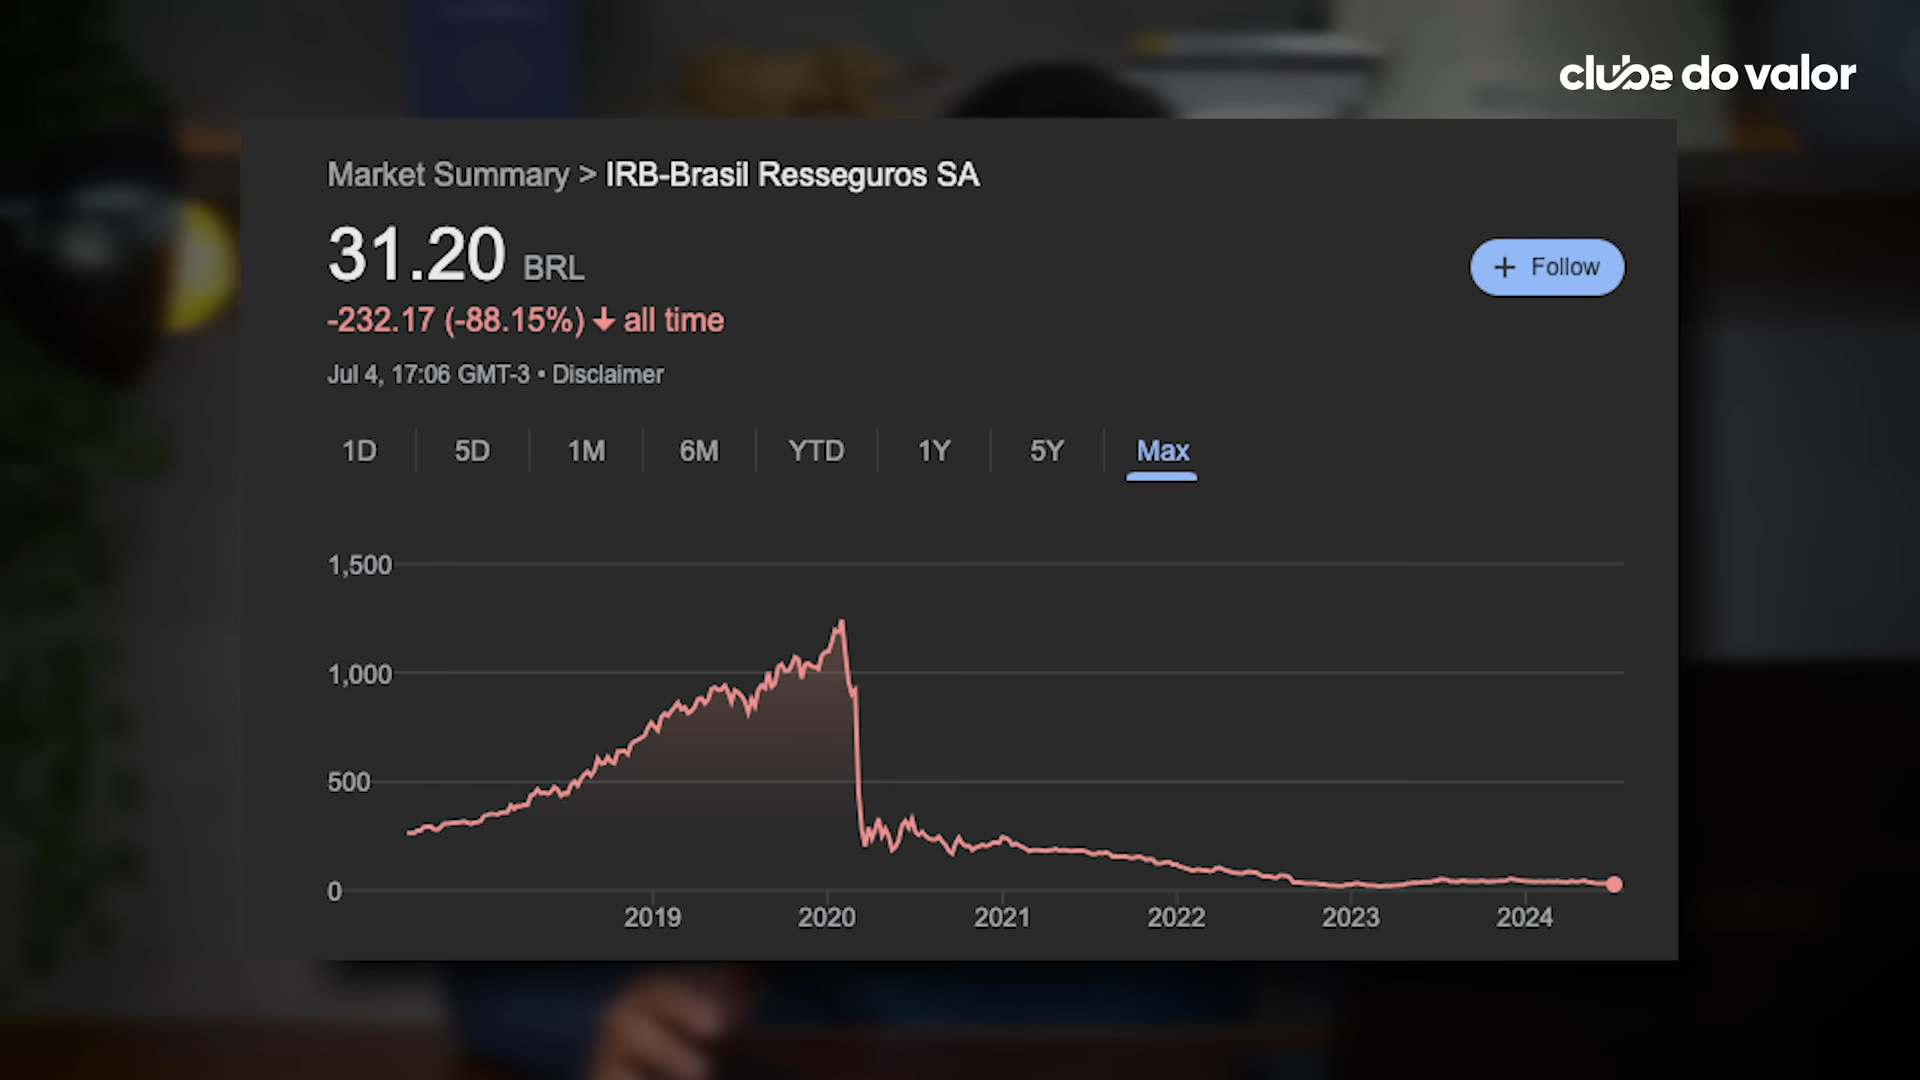 clube do valor
Market Summary > IRB-Brasil Resseguros SA
31.20 BRL
+ Follow
-232.17 (-88.15%) ↓ all time
Jul 4, 17:06 GMT-3 • Disclaimer
1D 5D 1M 6M YTD 1Y 5Y Max
1,500
1,000
500
0
2019 2020 2021 2022 2023 2024